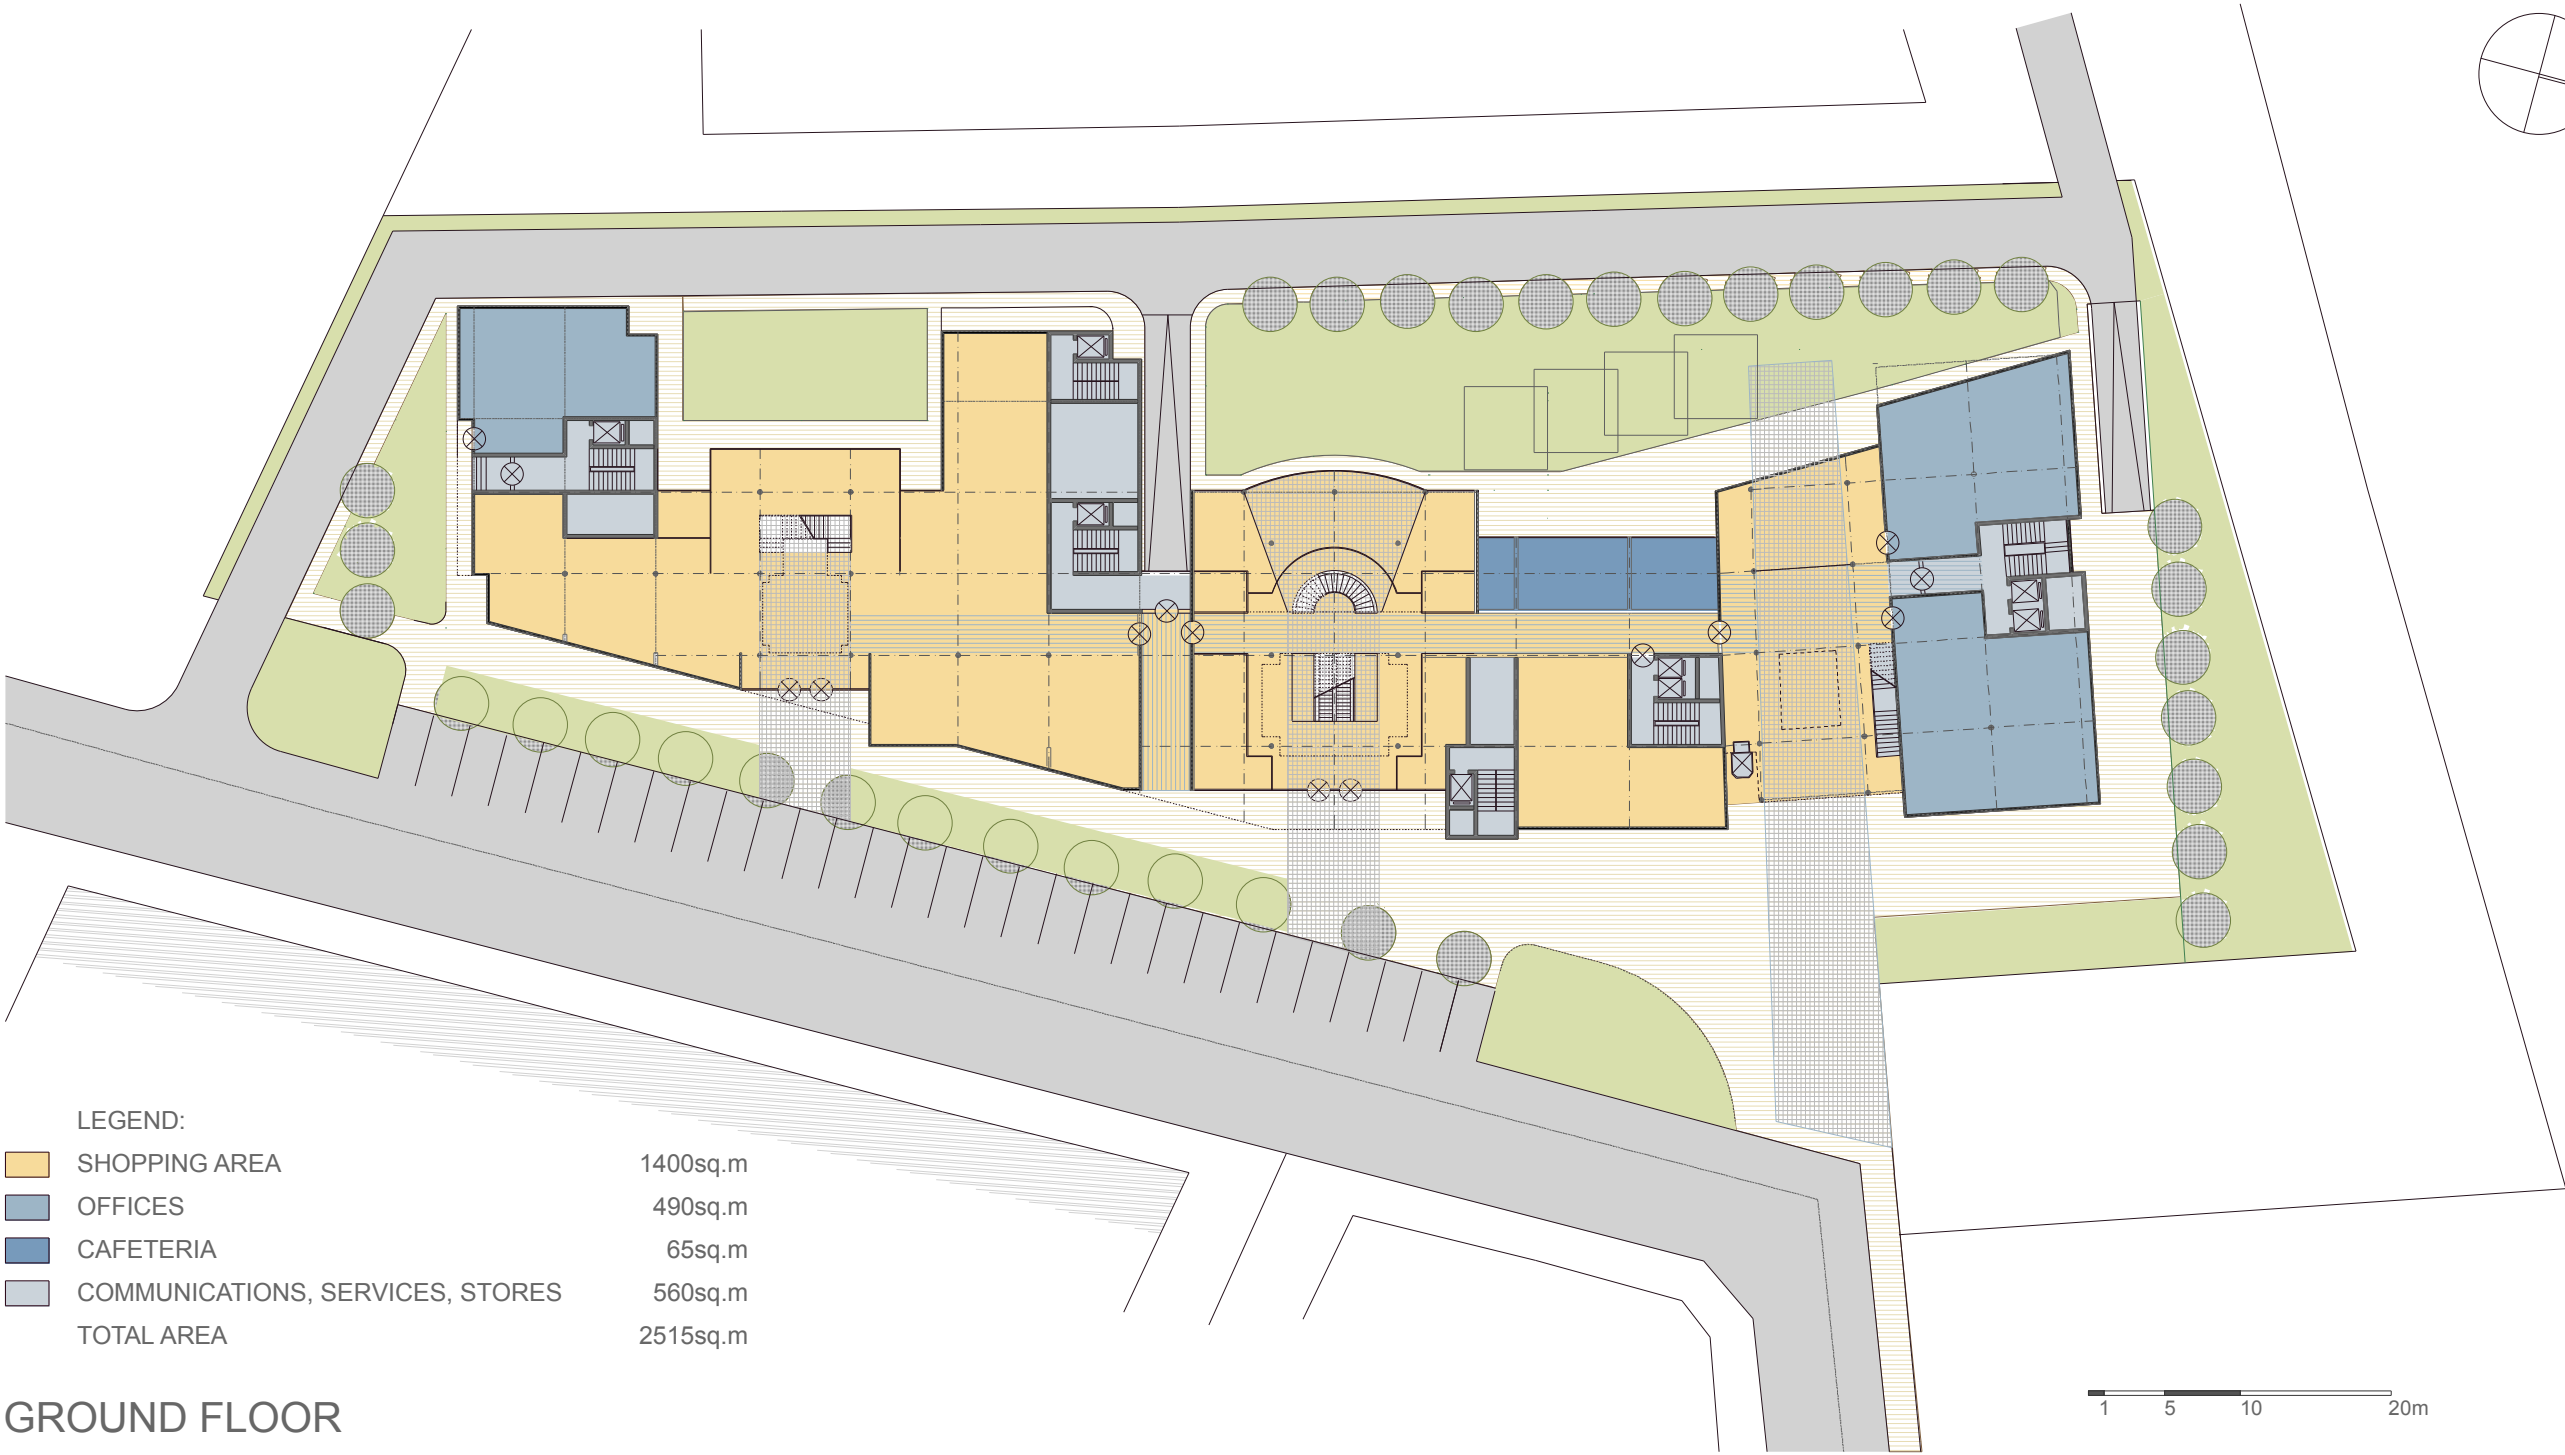 LEGEND:
SHOPPING AREA 1400sq.m
OFFICES 490sq.m
CAFETERIA 65sq.m
COMMUNICATIONS, SERVICES, STORES 560sq.m
TOTAL AREA 2515sq.m
GROUND FLOOR
1 5 10 20m